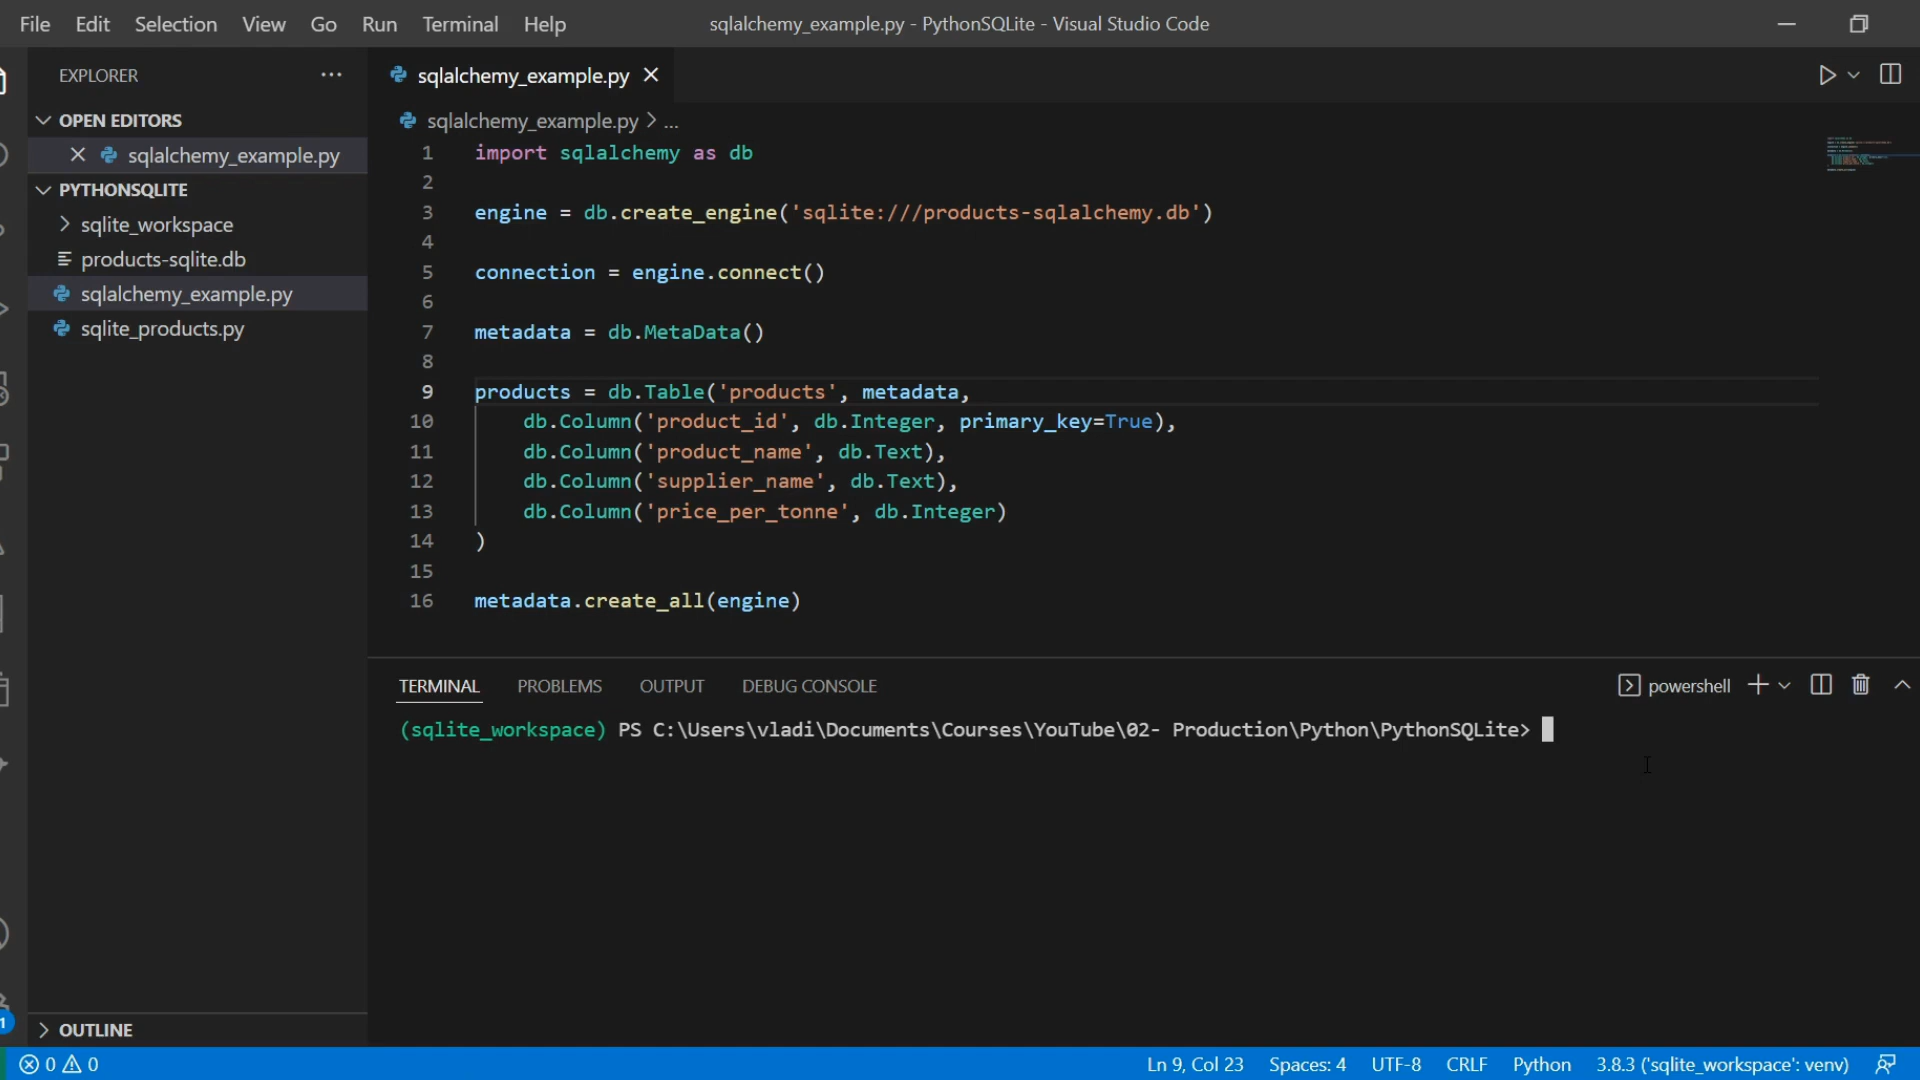 File Edit Selection View Go Run Terminal Help sqlalchemy_example.py - PythonSQLite - Visual Studio Code
EXPLORER
OPEN EDITORS
sqlalchemy_example.py
PYTHONSQLITE
sqlite_workspace
products-sqlite.db
sqlalchemy_example.py
sqlite_products.py
OUTLINE
sqlalchemy_example.py
sqlalchemy_example.py > ...
1 import sqlalchemy as db
2
3 engine = db.create_engine('sqlite:///products-sqlalchemy.db')
4
5 connection = engine.connect()
6
7 metadata = db.MetaData()
8
9 products = db.Table('products', metadata,
10 db.Column('product_id', db.Integer, primary_key=True),
11 db.Column('product_name', db.Text),
12 db.Column('supplier_name', db.Text),
13 db.Column('price_per_tonne', db.Integer)
14 )
15
16 metadata.create_all(engine)
TERMINAL PROBLEMS OUTPUT DEBUG CONSOLE powershell
(sqlite_workspace) PS C:\Users\vladi\Documents\Courses\YouTube\02- Production\Python\PythonSQLite>
1
0 0 Ln 9, Col 23 Spaces: 4 UTF-8 CRLF Python 3.8.3 ('sqlite_workspace': venv)